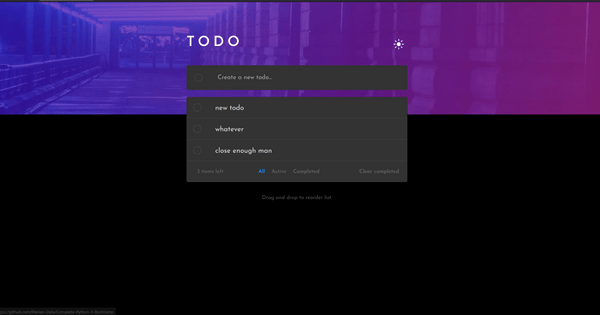 TODO
Create a new todo...
new todo
whatever
close enough man
3 items left
All Active Completed
Clear completed
Drag and drop to reorder list